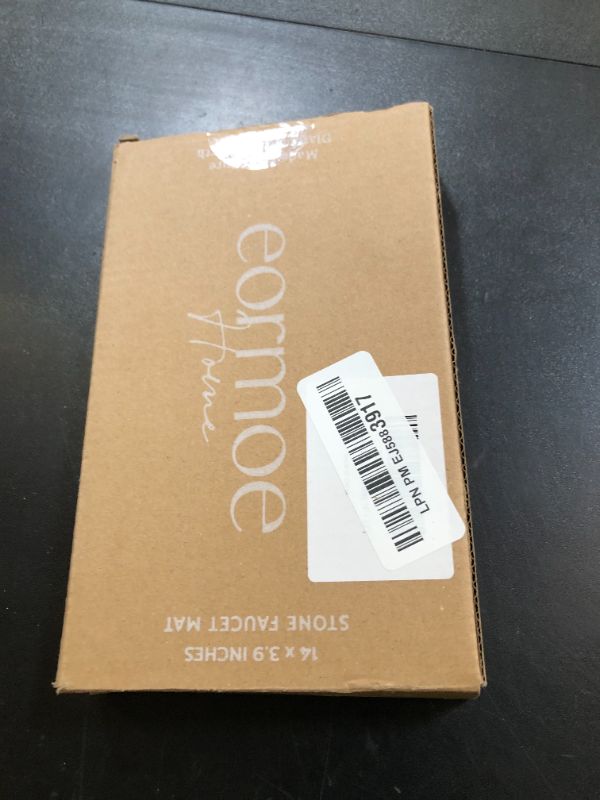 eormoe
Home
LPN PM EJ5883917
STONE FAUCET MAT
14 x 3.9 INCHES